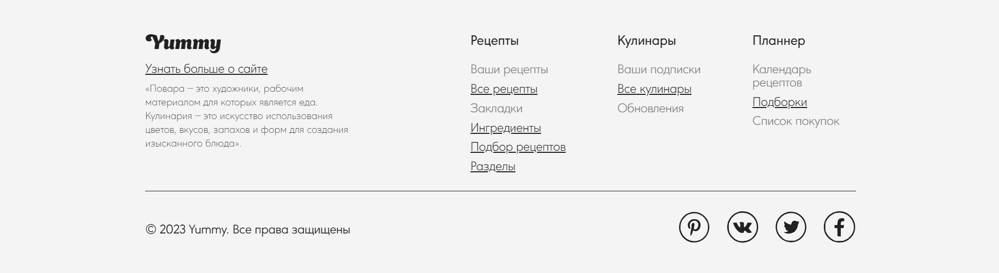 Yummy
Узнать больше о сайте
«Повара – это художники, рабочим
материалом для которых является еда.
Кулинария – это искусство использования
цветов, вкусов, запахов и форм для создания
изысканного блюда».
Рецепты
Ваши рецепты
Все рецепты
Закладки
Ингредиенты
Подбор рецептов
Разделы
Кулинары
Ваши подписки
Все кулинары
Обновления
Планнер
Календарь
рецептов
Подборки
Список покупок
© 2023 Yummy. Все права защищены